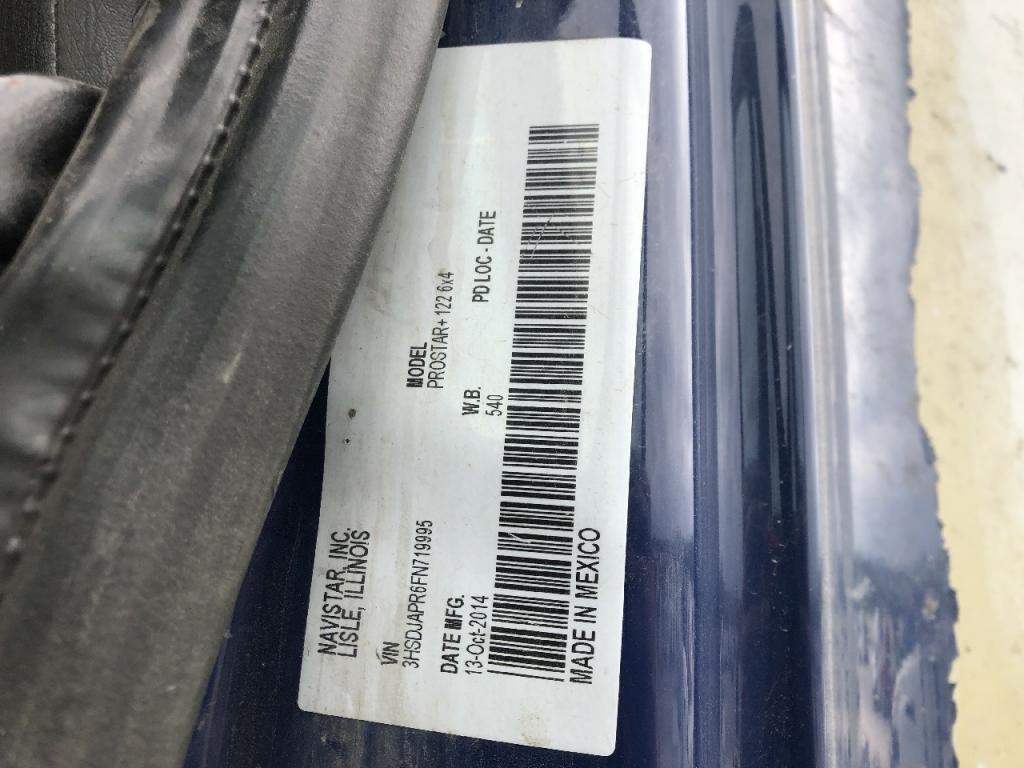 NAVISTAR, INC.
LISLE, ILLINOIS
VIN
3HSDJAPR6FN719995
MODEL
PROSTAR+ 122 6x4
DATE MFG.
13-Oct-2014
W.B.
540
PD LOC - DATE
MADE IN MEXICO